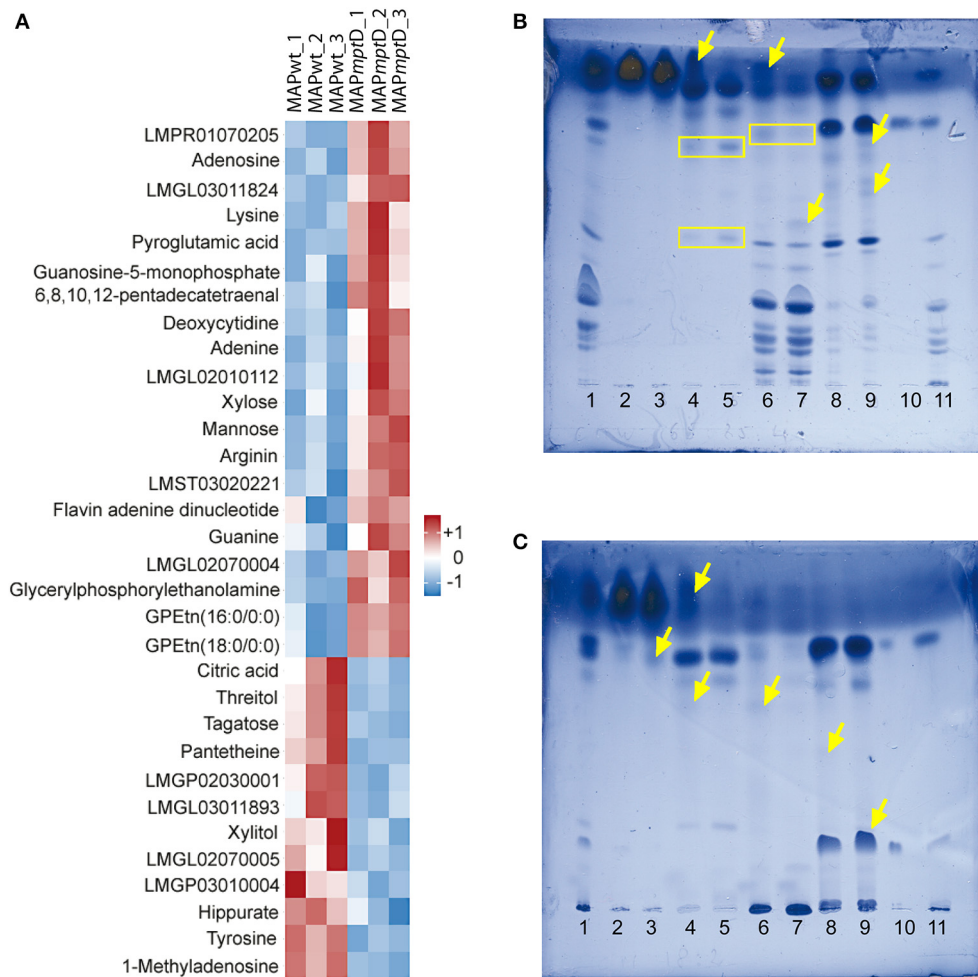 A
MAPwt_1
MAPwt_2
MAPwt_3
MAPmptD_1
MAPmptD_2
MAPmptD_3
LMPR01070205
Adenosine
LMGL03011824
Lysine
Pyroglutamic acid
Guanosine-5-monophosphate
6,8,10,12-pentadecatetraenal
Deoxycytidine
Adenine
LMGL02010112
Xylose
Mannose
Arginin
LMST03020221
Flavin adenine dinucleotide
Guanine
LMGL02070004
Glycerylphosphorylethanolamine
GPEtn(16:0/0:0)
GPEtn(18:0/0:0)
Citric acid
Threitol
Tagatose
Pantetheine
LMGP02030001
LMGL03011893
Xylitol
LMGL02070005
LMGP03010004
Hippurate
Tyrosine
1-Methyladenosine
+1
0
-1
B
1 2 3 4 5 6 7 8 9 10 11
C
1 2 3 4 5 6 7 8 9 10 11